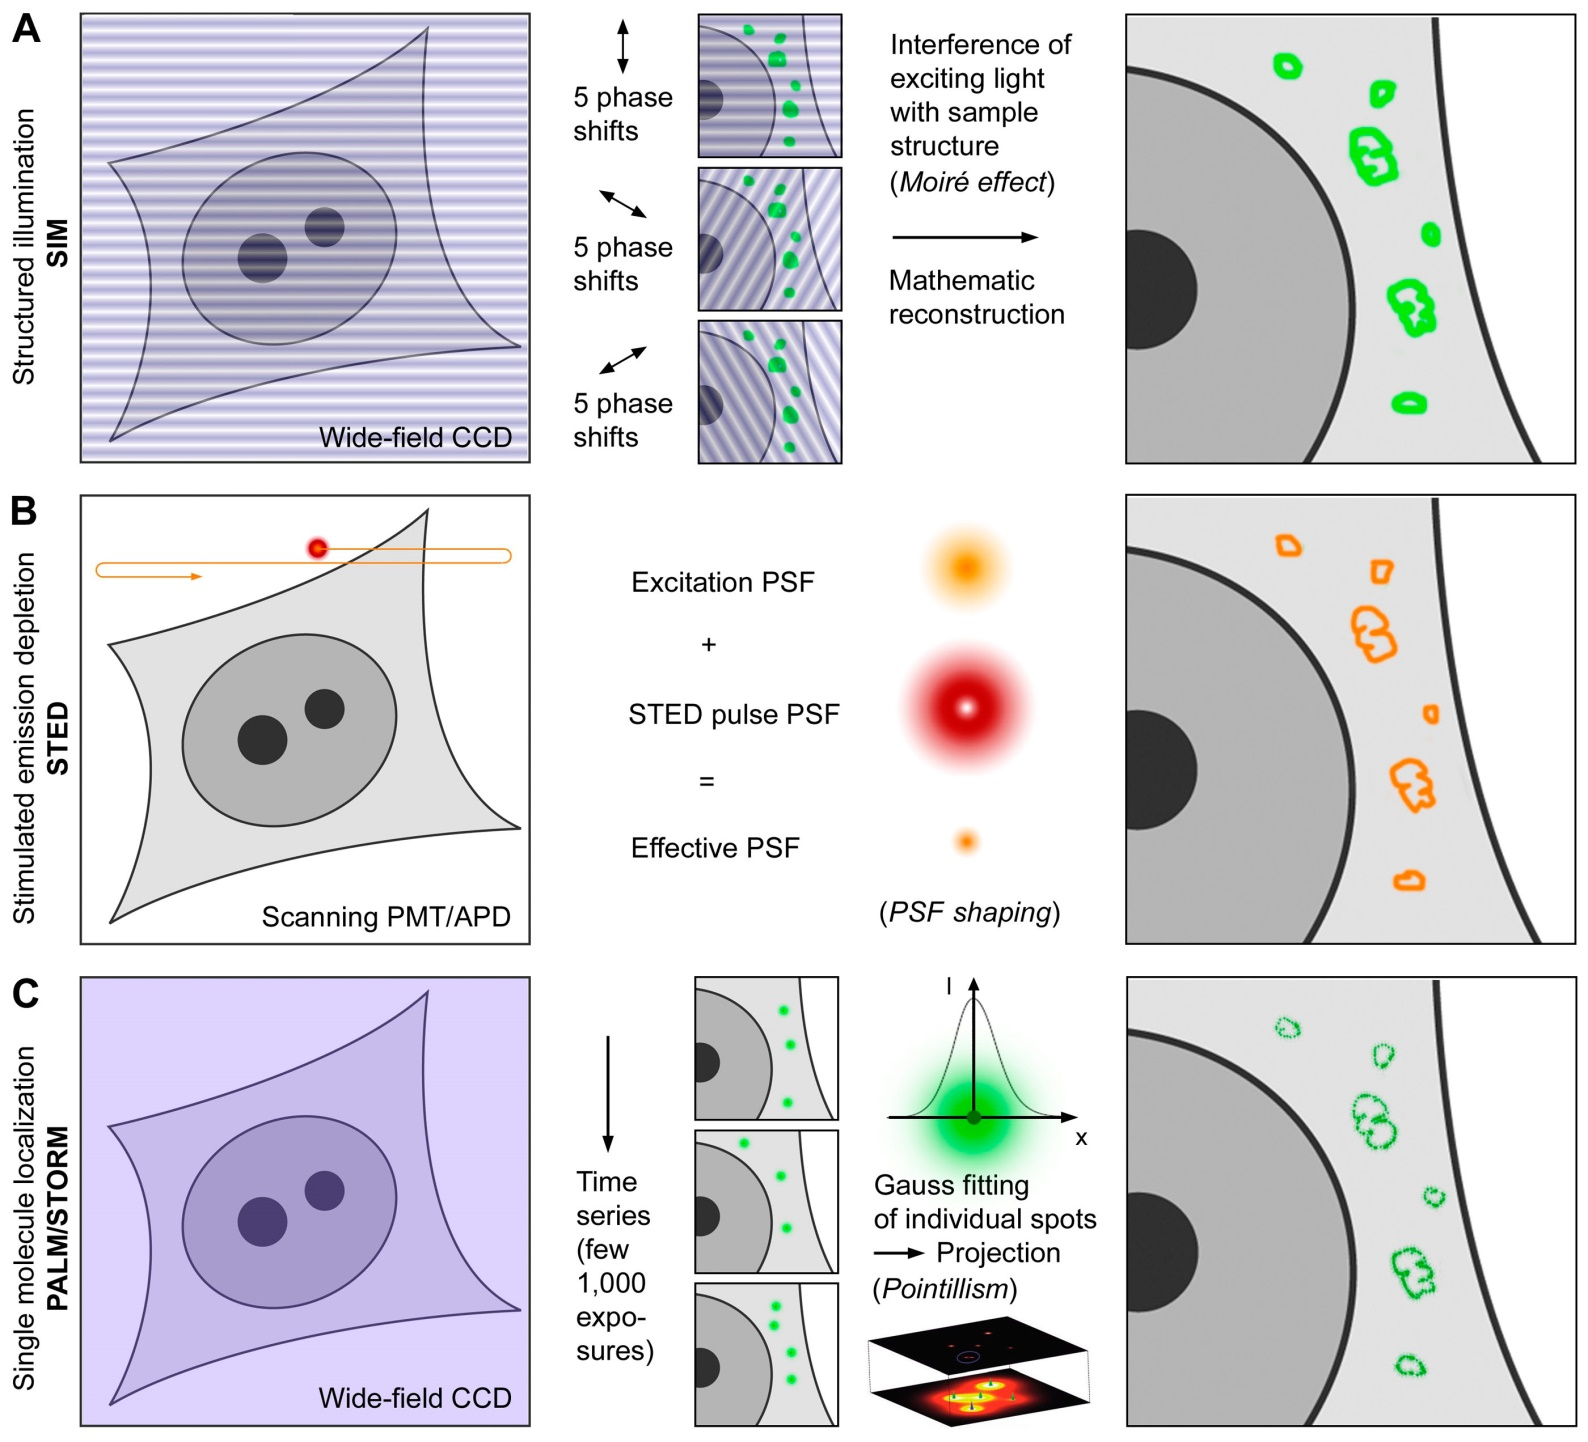 A
Structured illumination
SIM
Wide-field CCD
5 phase
shifts
5 phase
shifts
5 phase
shifts
Interference of
exciting light
with sample
structure
(Moiré effect)
Mathematic
reconstruction
B
Stimulated emission depletion
STED
Scanning PMT/APD
Excitation PSF
+
STED pulse PSF
=
Effective PSF
(PSF shaping)
C
Single molecule localization
PALM/STORM
Wide-field CCD
Time
series
(few
1,000
expo-
sures)
I
x
Gauss fitting
of individual spots
Projection
(Pointillism)